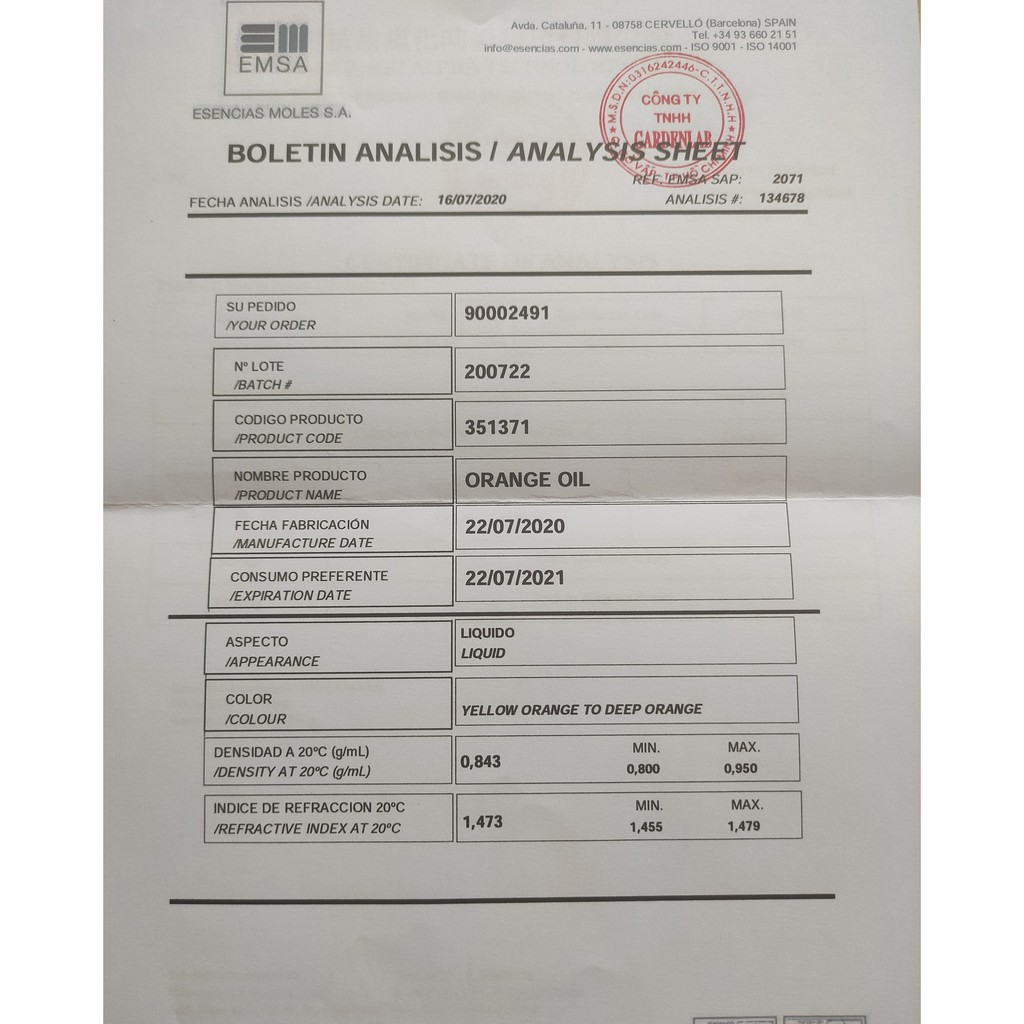 Avda. Cataluña, 11 - 08758 CERVELLÓ (Barcelona) SPAIN
Tel. +34 93 660 21 51
info@esencias.com - www.esencias.com - ISO 9001 - ISO 14001
EMSA
ESENCIAS MOLES S.A.
M.S.D.N:0316242446-C.T.T.N.H.H
CÔNG TY
TNHH
GARDENLAB
BOLETIN ANALISIS / ANALYSIS SHEET
REF. EMSA SAP: 2071
FECHA ANALISIS /ANALYSIS DATE: 16/07/2020
ANALISIS #: 134678
SU PEDIDO
/YOUR ORDER
90002491
Nº LOTE
/BATCH #
200722
CODIGO PRODUCTO
/PRODUCT CODE
351371
NOMBRE PRODUCTO
/PRODUCT NAME
ORANGE OIL
FECHA FABRICACIÓN
/MANUFACTURE DATE
22/07/2020
CONSUMO PREFERENTE
/EXPIRATION DATE
22/07/2021
ASPECTO
/APPEARANCE
LIQUIDO
LIQUID
COLOR
/COLOUR
YELLOW ORANGE TO DEEP ORANGE
DENSIDAD A 20ºC (g/mL)
/DENSITY AT 20ºC (g/mL)
0,843
MIN. MAX.
0,800 0,950
INDICE DE REFRACCION 20ºC
/REFRACTIVE INDEX AT 20ºC
1,473
MIN. MAX.
1,455 1,479